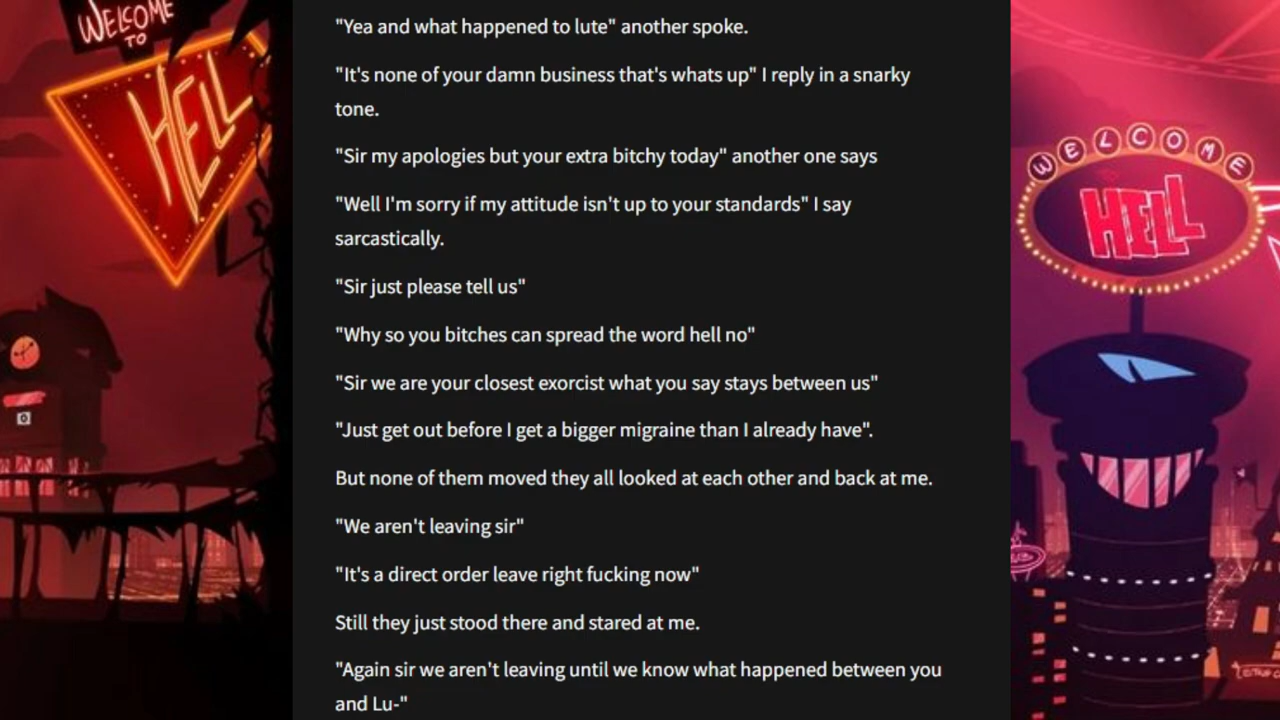 WELCOME
TO
HELL
"Yea and what happened to lute" another spoke.
"It's none of your damn business that's whats up" I reply in a snarky
tone.
"Sir my apologies but your extra bitchy today" another one says
"Well I'm sorry if my attitude isn't up to your standards" I say
sarcastically.
"Sir just please tell us"
"Why so you bitches can spread the word hell no"
"Sir we are your closest exorcist what you say stays between us"
"Just get out before I get a bigger migraine than I already have".
But none of them moved they all looked at each other and back at me.
"We aren't leaving sir"
"It's a direct order leave right fucking now"
Still they just stood there and stared at me.
"Again sir we aren't leaving until we know what happened between you
and Lu-"
WELCOME
HELL